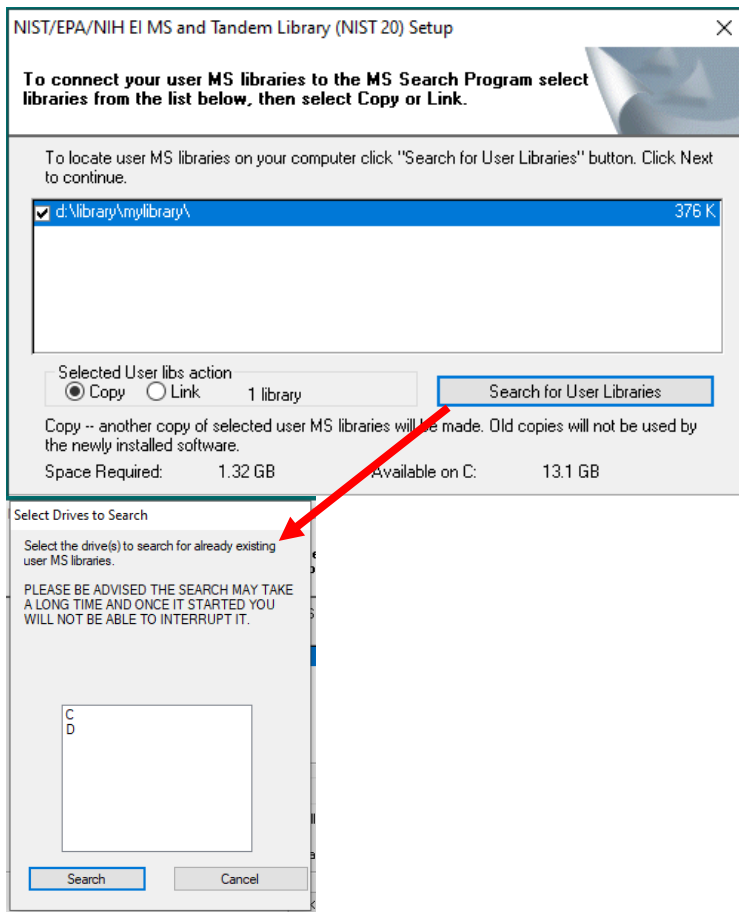 NIST/EPA/NIH EI MS and Tandem Library (NIST 20) Setup
To connect your user MS libraries to the MS Search Program select
libraries from the list below, then select Copy or Link.
To locate user MS libraries on your computer click "Search for User Libraries" button. Click Next
to continue.
d:\library\mylibrary\ 376 K
Selected User libs action
Copy Link 1 library
Search for User Libraries
Copy -- another copy of selected user MS libraries will be made. Old copies will not be used by
the newly installed software.
Space Required: 1.32 GB Available on C: 13.1 GB
Select Drives to Search
Select the drive(s) to search for already existing
user MS libraries.
PLEASE BE ADVISED THE SEARCH MAY TAKE
A LONG TIME AND ONCE IT STARTED YOU
WILL NOT BE ABLE TO INTERRUPT IT.
C
D
Search Cancel